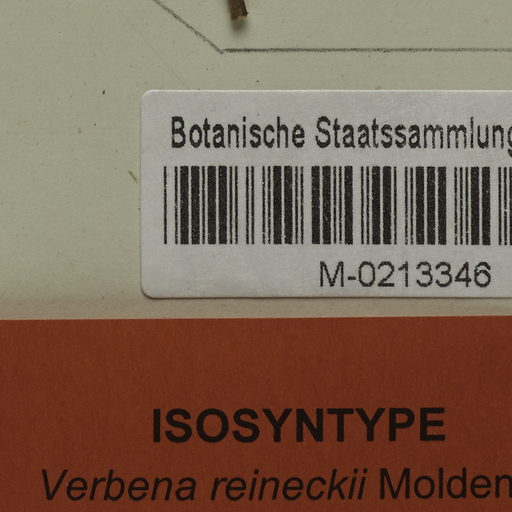 Botanische Staatssammlung
M-0213346
ISOSYNTYPE
Verbena reineckii Molden